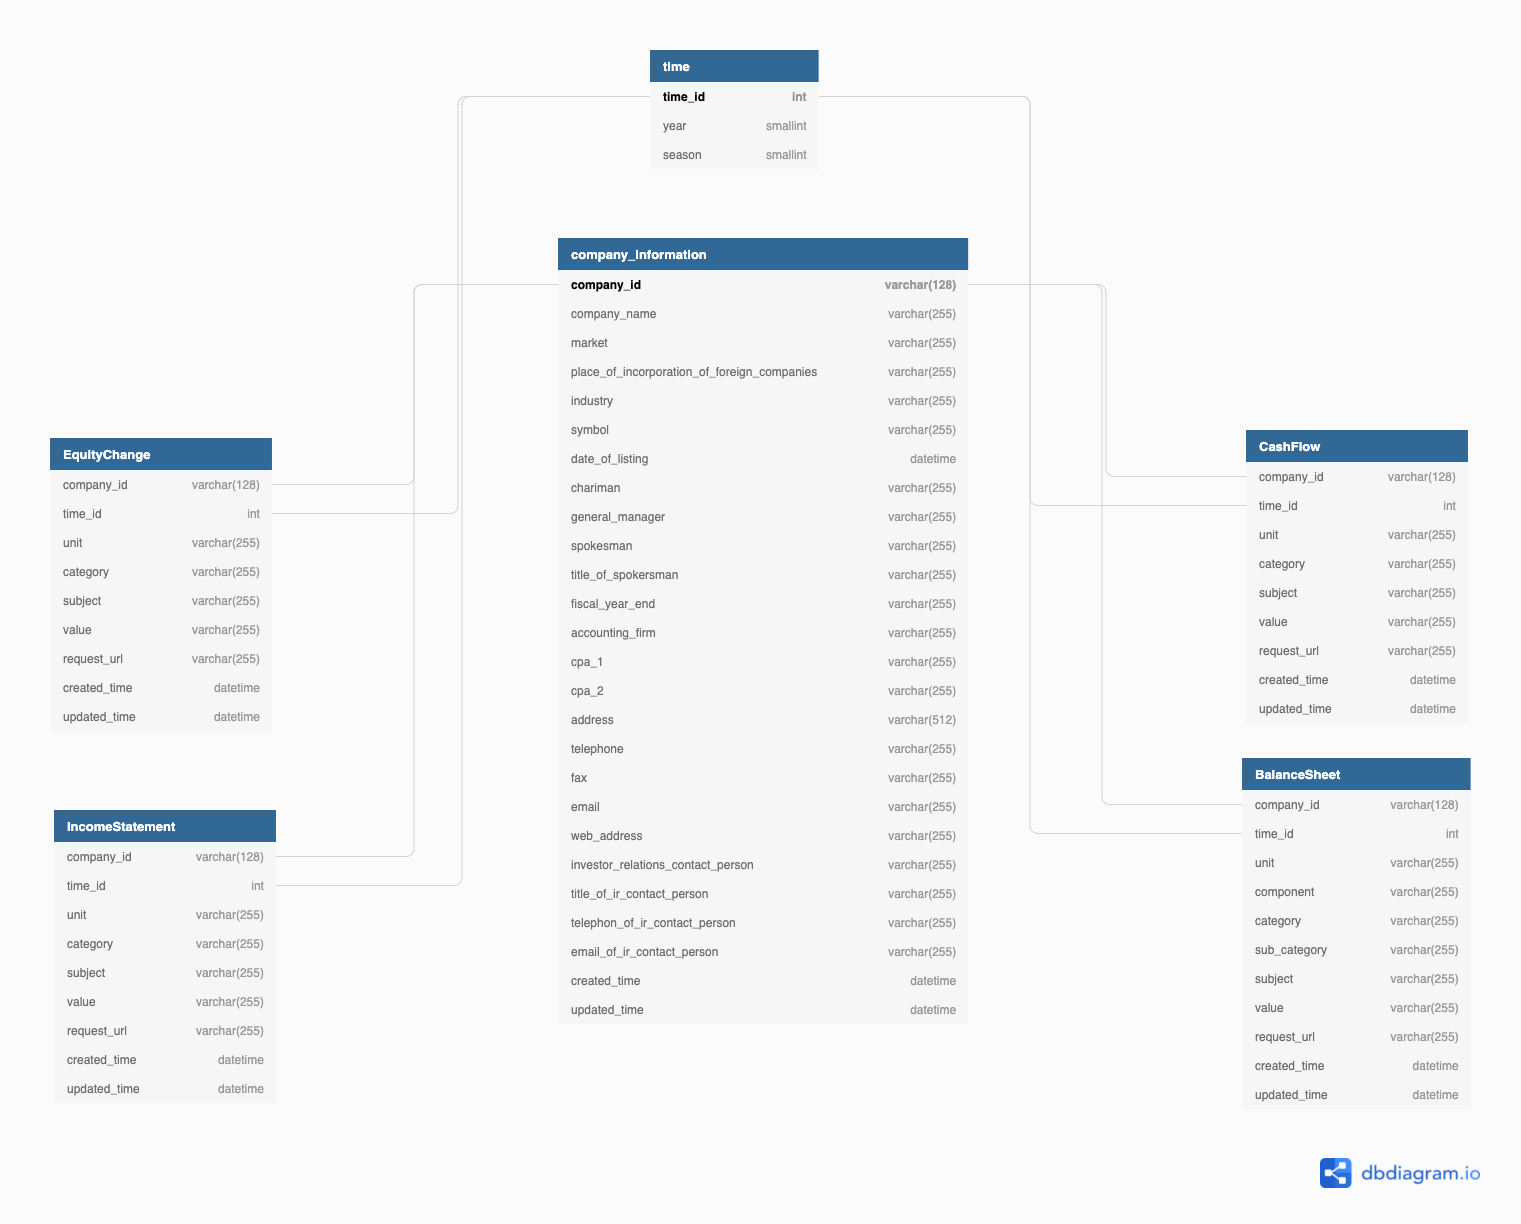 time
time_id int
year smallint
season smallint
company_information
company_id varchar(128)
company_name varchar(255)
market varchar(255)
place_of_incorporation_of_foreign_companies varchar(255)
industry varchar(255)
symbol varchar(255)
date_of_listing datetime
chariman varchar(255)
general_manager varchar(255)
spokesman varchar(255)
title_of_spokersman varchar(255)
fiscal_year_end varchar(255)
accounting_firm varchar(255)
cpa_1 varchar(255)
cpa_2 varchar(255)
address varchar(512)
telephone varchar(255)
fax varchar(255)
email varchar(255)
web_address varchar(255)
investor_relations_contact_person varchar(255)
title_of_ir_contact_person varchar(255)
telephon_of_ir_contact_person varchar(255)
email_of_ir_contact_person varchar(255)
created_time datetime
updated_time datetime
EquityChange
company_id varchar(128)
time_id int
unit varchar(255)
category varchar(255)
subject varchar(255)
value varchar(255)
request_url varchar(255)
created_time datetime
updated_time datetime
IncomeStatement
company_id varchar(128)
time_id int
unit varchar(255)
category varchar(255)
subject varchar(255)
value varchar(255)
request_url varchar(255)
created_time datetime
updated_time datetime
CashFlow
company_id varchar(128)
time_id int
unit varchar(255)
category varchar(255)
subject varchar(255)
value varchar(255)
request_url varchar(255)
created_time datetime
updated_time datetime
BalanceSheet
company_id varchar(128)
time_id int
unit varchar(255)
component varchar(255)
category varchar(255)
sub_category varchar(255)
subject varchar(255)
value varchar(255)
request_url varchar(255)
created_time datetime
updated_time datetime
dbdiagram.io